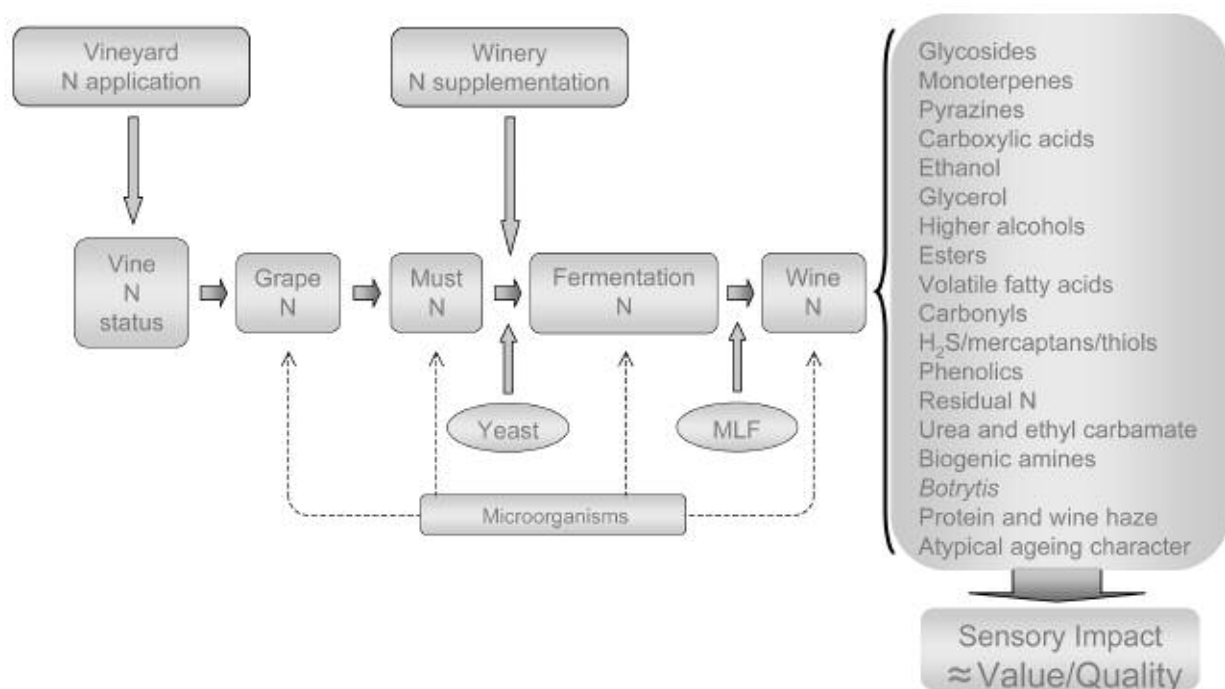 Vineyard
N application
Winery
N supplementation
Vine
N
status
Grape
N
Must
N
Fermentation
N
Wine
N
Yeast
MLF
Microorganisms
Glycosides
Monoterpenes
Pyrazines
Carboxylic acids
Ethanol
Glycerol
Higher alcohols
Esters
Volatile fatty acids
Carbonyls
H₂S/mercaptans/thiols
Phenolics
Residual N
Urea and ethyl carbamate
Biogenic amines
Botrytis
Protein and wine haze
Atypical ageing character
Sensory Impact
≈ Value/Quality